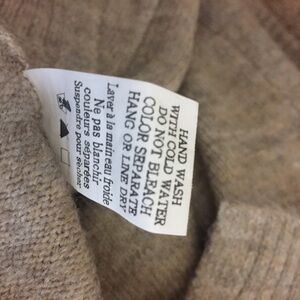 HAND WASH
WITH COLD WATER
DO NOT BLEACH
COLOR SEPARATE
HANG OR LINE DRY
Laver à la main eau froide
Ne pas blanchir
couleurs séparées
Suspendre pour sécher